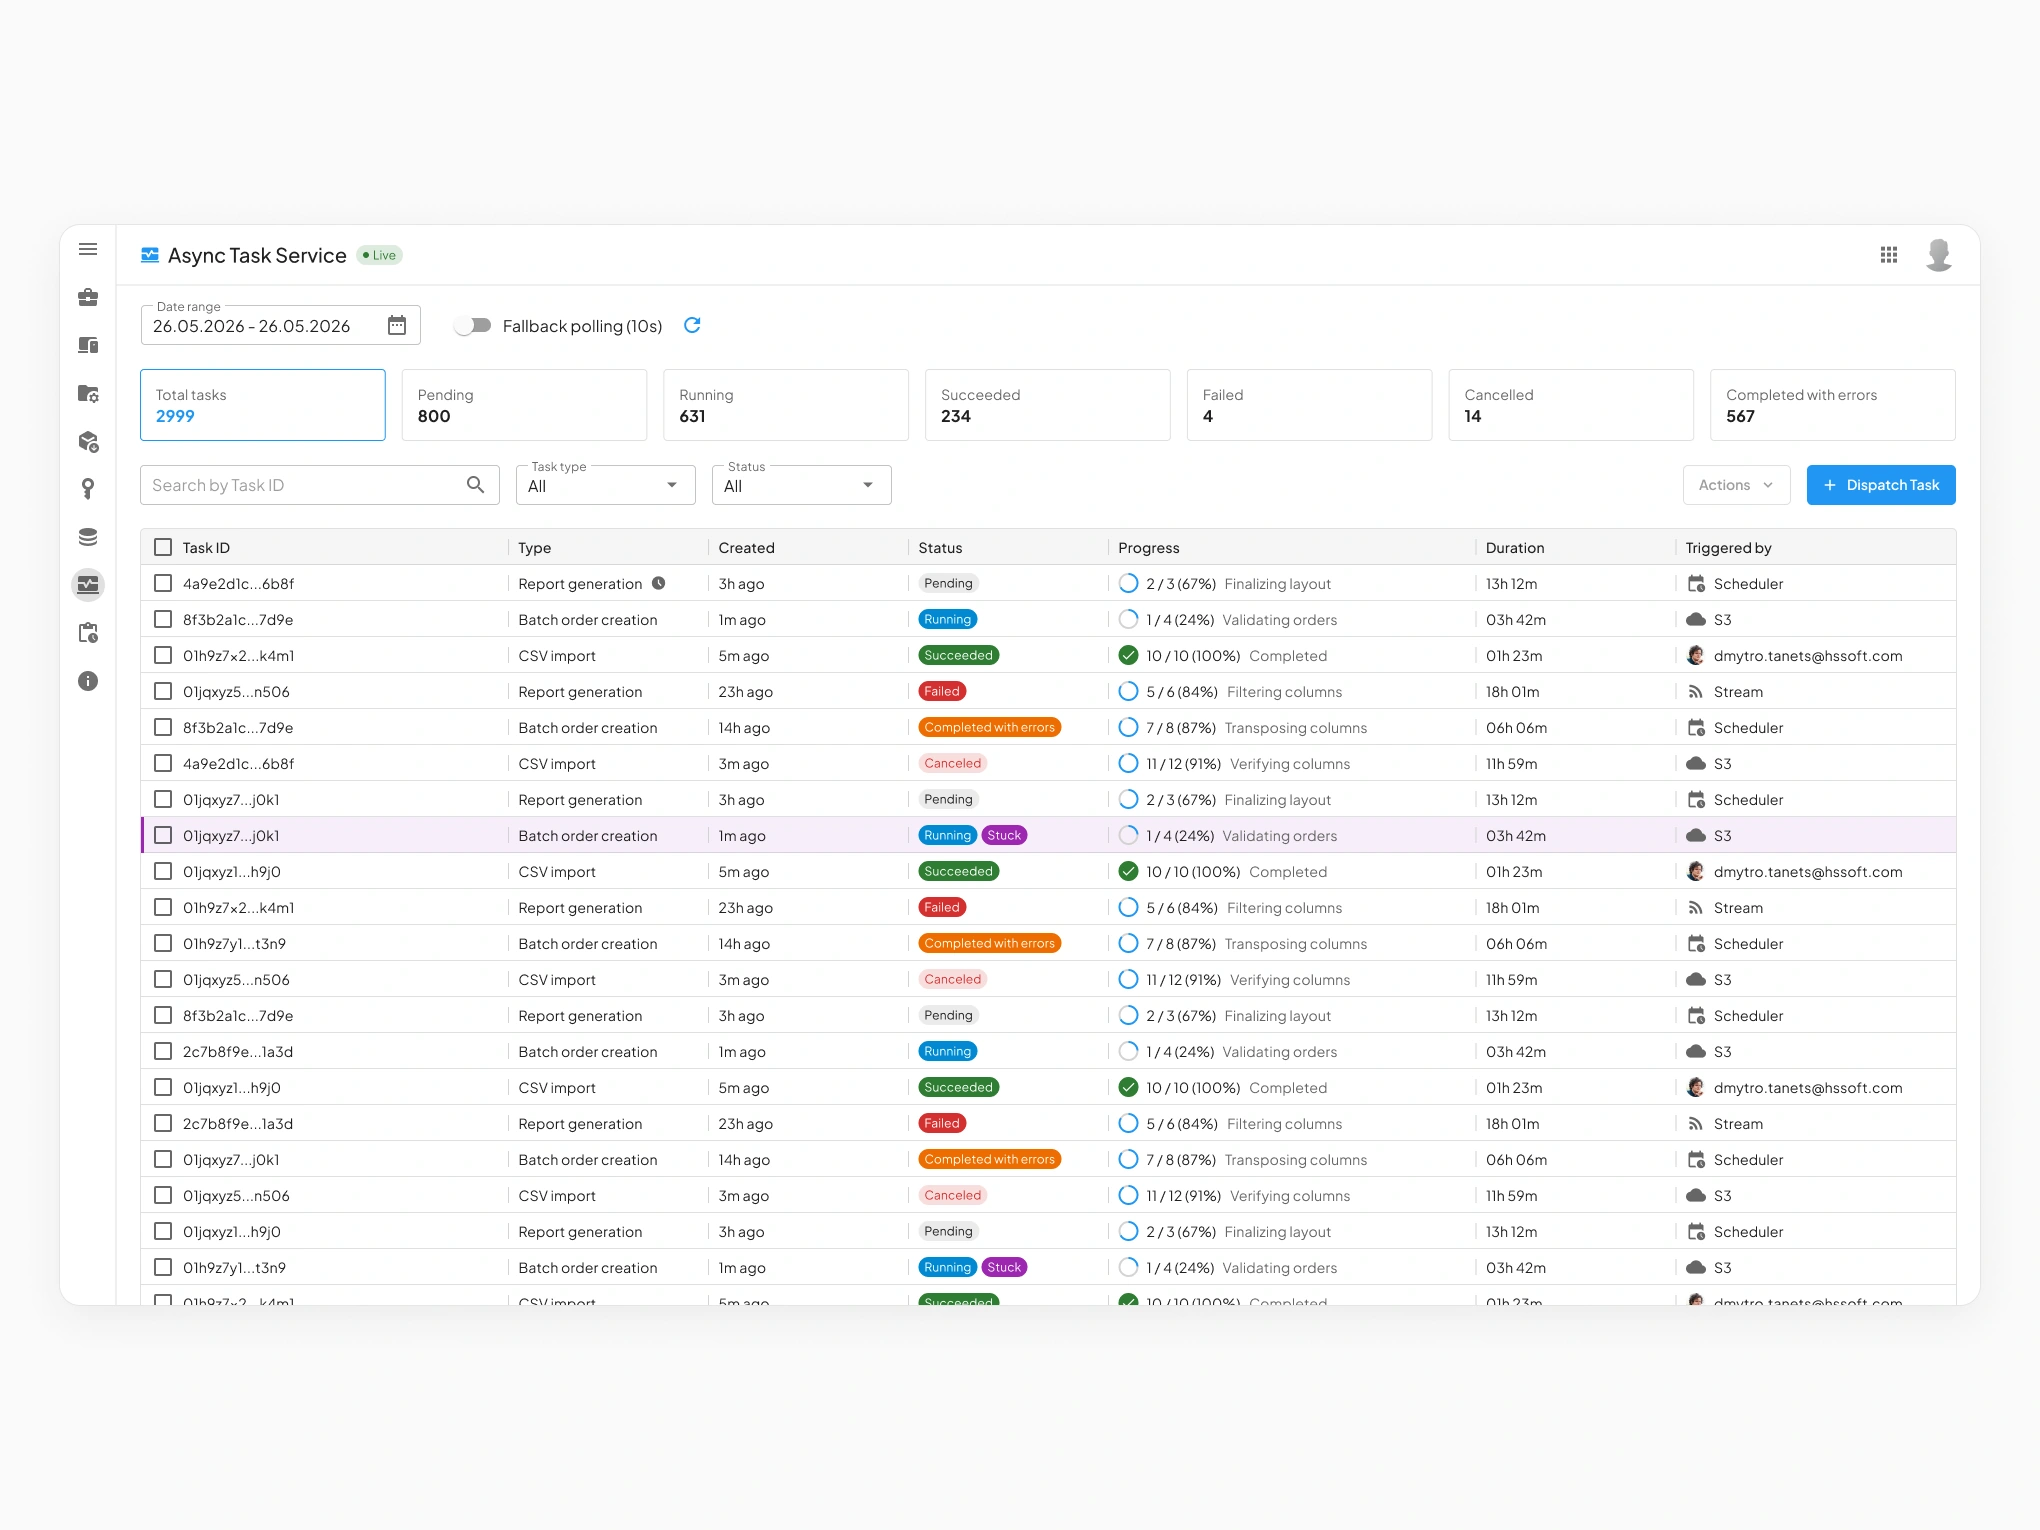 Async Task Service Live
Date range
26.05.2026 - 26.05.2026
Fallback polling (10s)
Total tasks
2999
Pending
800
Running
631
Succeeded
234
Failed
4
Cancelled
14
Completed with errors
567
Search by Task ID
Task type
All
Status
All
Actions
Dispatch Task
Task ID Type Created Status Progress Duration Triggered by
4a9e2d1c...6b8f Report generation 3h ago Pending 2 / 3 (67%) Finalizing layout 13h 12m Scheduler
8f3b2a1c...7d9e Batch order creation 1m ago Running 1 / 4 (24%) Validating orders 03h 42m S3
01h9z7x2...k4m1 CSV import 5m ago Succeeded 10 / 10 (100%) Completed 01h 23m dmytro.tanets@hssoft.com
01jqxyz5...n506 Report generation 23h ago Failed 5 / 6 (84%) Filtering columns 18h 01m Stream
8f3b2a1c...7d9e Batch order creation 14h ago Completed with errors 7 / 8 (87%) Transposing columns 06h 06m Scheduler
4a9e2d1c...6b8f CSV import 3m ago Canceled 11 / 12 (91%) Verifying columns 11h 59m S3
01jqxyz7...j0k1 Report generation 3h ago Pending 2 / 3 (67%) Finalizing layout 13h 12m Scheduler
01jqxyz7...j0k1 Batch order creation 1m ago Running Stuck 1 / 4 (24%) Validating orders 03h 42m S3
01jqxyz1...h9j0 CSV import 5m ago Succeeded 10 / 10 (100%) Completed 01h 23m dmytro.tanets@hssoft.com
01h9z7x2...k4m1 Report generation 23h ago Failed 5 / 6 (84%) Filtering columns 18h 01m Stream
01h9z7y1...t3n9 Batch order creation 14h ago Completed with errors 7 / 8 (87%) Transposing columns 06h 06m Scheduler
01jqxyz5...n506 CSV import 3m ago Canceled 11 / 12 (91%) Verifying columns 11h 59m S3
8f3b2a1c...7d9e Report generation 3h ago Pending 2 / 3 (67%) Finalizing layout 13h 12m Scheduler
2c7b8f9e...1a3d Batch order creation 1m ago Running 1 / 4 (24%) Validating orders 03h 42m S3
01jqxyz1...h9j0 CSV import 5m ago Succeeded 10 / 10 (100%) Completed 01h 23m dmytro.tanets@hssoft.com
2c7b8f9e...1a3d Report generation 23h ago Failed 5 / 6 (84%) Filtering columns 18h 01m Stream
01jqxyz7...j0k1 Batch order creation 14h ago Completed with errors 7 / 8 (87%) Transposing columns 06h 06m Scheduler
01jqxyz5...n506 CSV import 3m ago Canceled 11 / 12 (91%) Verifying columns 11h 59m S3
01jqxyz1...h9j0 Report generation 3h ago Pending 2 / 3 (67%) Finalizing layout 13h 12m Scheduler
01h9z7y1...t3n9 Batch order creation 1m ago Running Stuck 1 / 4 (24%) Validating orders 03h 42m S3
01h9z7x2...k4m1 CSV import 5m ago Succeeded 10 / 10 (100%) Completed 01h 23m dmytro.tanets@hssoft.com